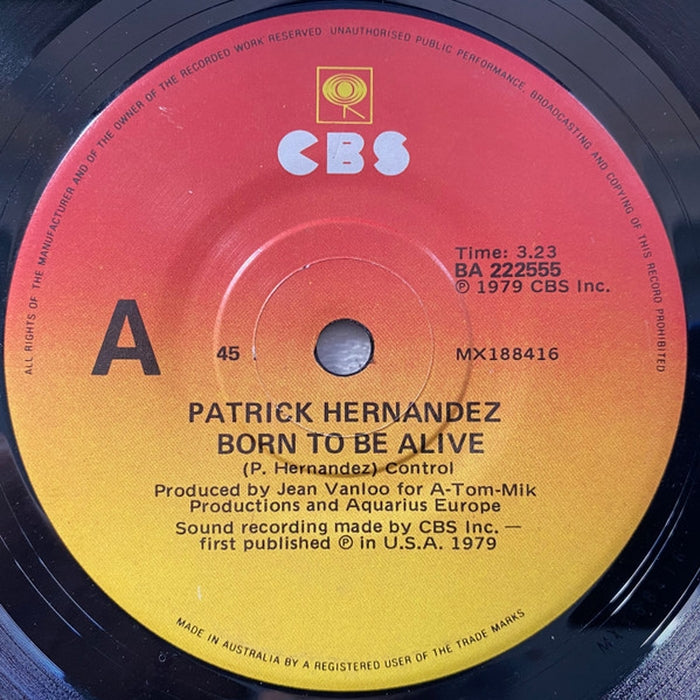 ALL RIGHTS OF THE MANUFACTURER AND OF THE OWNER OF THE RECORDED WORK RESERVED UNAUTHORISED PUBLIC PERFORMANCE, BROADCASTING AND COPYING OF THIS RECORD PROHIBITED
CBS
Time: 3.23
BA 222555
℗ 1979 CBS Inc.
A
45
MX188416
PATRICK HERNANDEZ
BORN TO BE ALIVE
(P. Hernandez) Control
Produced by Jean Vanloo for A-Tom-Mik
Productions and Aquarius Europe
Sound recording made by CBS Inc. —
first published ℗ in U.S.A. 1979
MADE IN AUSTRALIA BY A REGISTERED USER OF THE TRADE MARKS